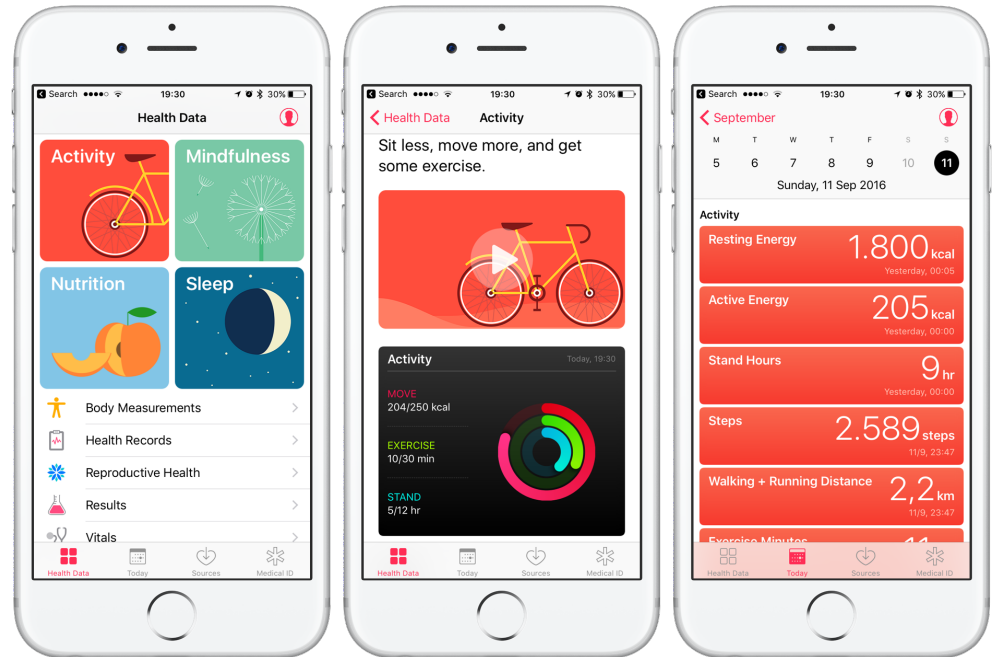 Search 19:30 30%
Health Data
Activity
Mindfulness
Nutrition
Sleep
Body Measurements
Health Records
Reproductive Health
Results
Vitals
Health Data
Today
Sources
Medical ID
Search 19:30 30%
Health Data Activity
Sit less, move more, and get
some exercise.
Activity Today, 19:30
MOVE
204/250 kcal
EXERCISE
10/30 min
STAND
5/12 hr
Health Data
Today
Sources
Medical ID
Search 19:30 30%
September
M T W T F S S
5 6 7 8 9 10 11
Sunday, 11 Sep 2016
Activity
Resting Energy 1.800 kcal
Yesterday, 00:05
Active Energy 205 kcal
Yesterday, 00:00
Stand Hours 9 hr
Yesterday, 00:00
Steps 2.589 steps
11/9, 23:47
Walking + Running Distance 2,2 km
11/9, 23:47
Exercise Minutes
Health Data
Today
Sources
Medical ID